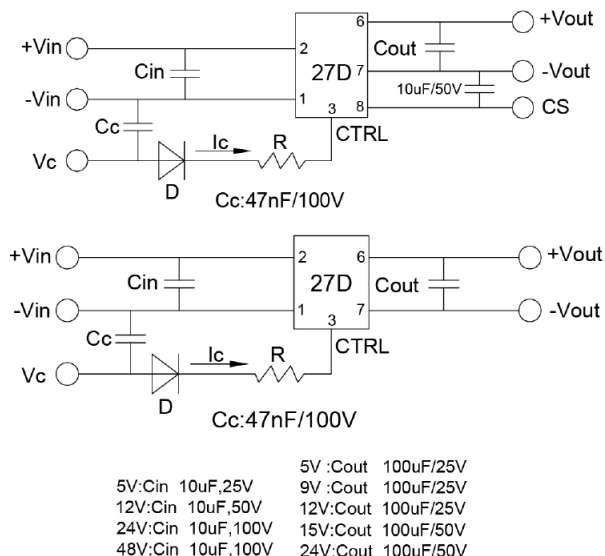 +Vin
2
6
+Vout
Cin
27D
Cout
-Vin
1
7
-Vout
10uF/50V
Cc
3
8
CS
CTRL
Vc
Ic
R
D
Cc:47nF/100V
+Vin
2
6
+Vout
Cin
27D
Cout
-Vin
1
7
-Vout
Cc
3
CTRL
Vc
Ic
R
D
Cc:47nF/100V
5V:Cin 10uF,25V
12V:Cin 10uF,50V
24V:Cin 10uF,100V
48V:Cin 10uF,100V
5V :Cout 100uF/25V
9V :Cout 100uF/25V
12V:Cout 100uF/25V
15V:Cout 100uF/50V
24V:Cout 100uF/50V